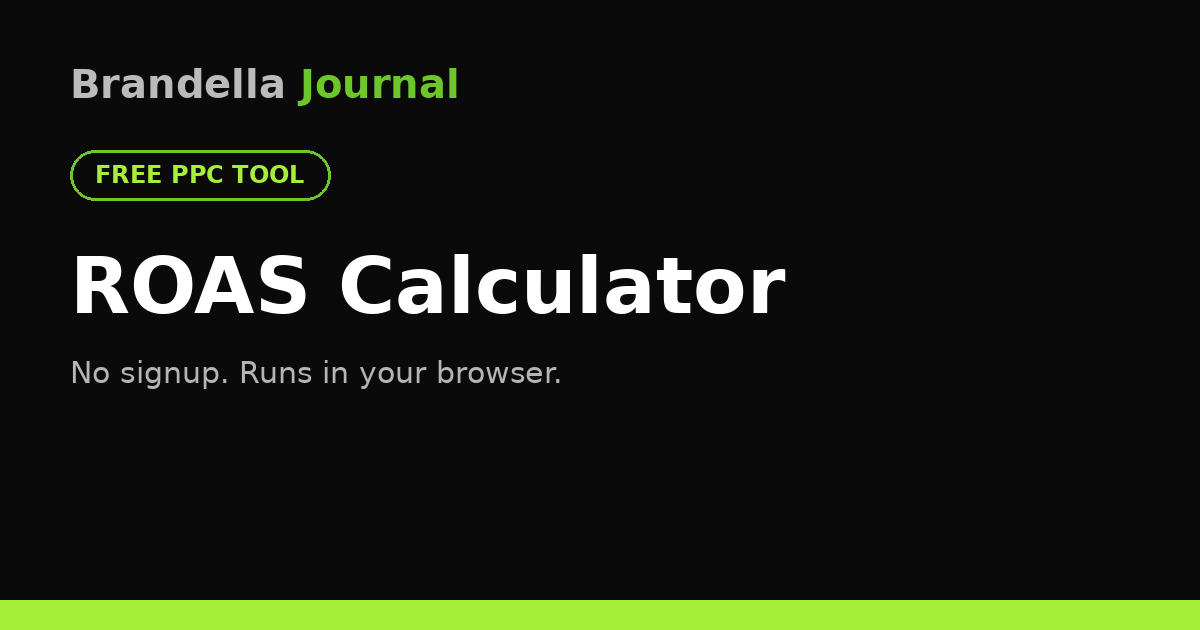 Brandella Journal
FREE PPC TOOL
ROAS Calculator
No signup. Runs in your browser.